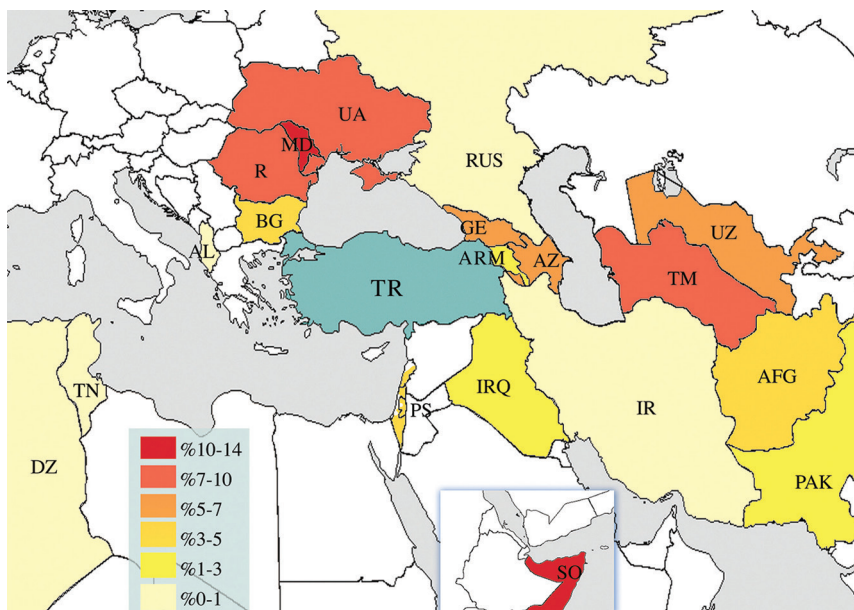 UA
MD
R
RUS
BG
GE
UZ
AL
ARM
AZ
TR
TM
TN
PS
IRQ
IR
AFG
DZ
PAK
%10-14
%7-10
%5-7
%3-5
%1-3
%0-1
SO